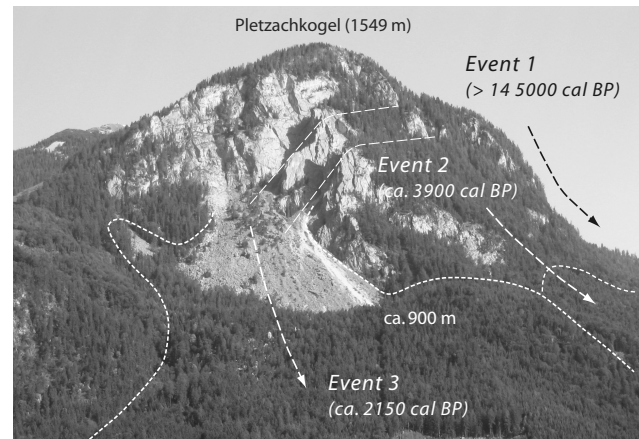 Pletzachkogel (1549 m)
Event 1
(> 14 5000 cal BP)
Event 2
(ca. 3900 cal BP)
ca. 900 m
Event 3
(ca. 2150 cal BP)